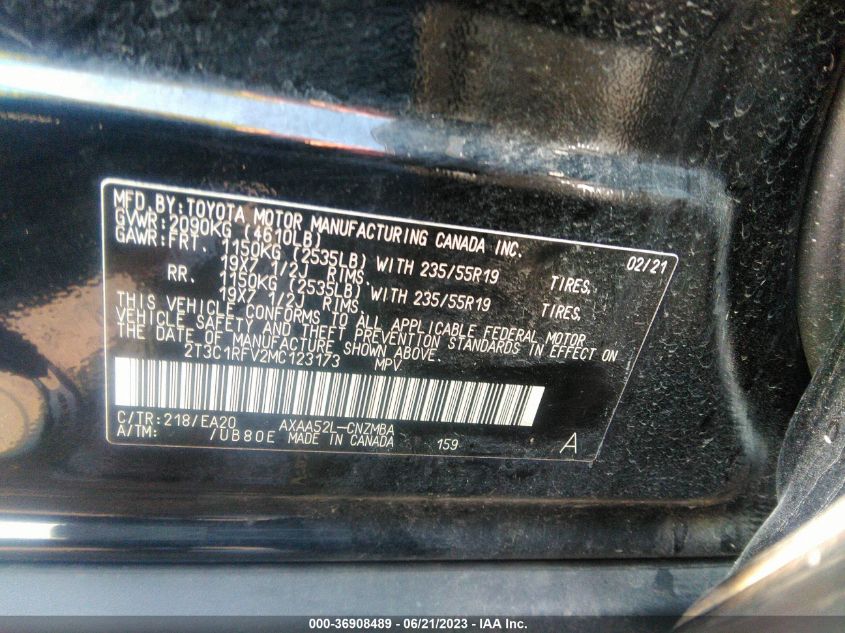 MFD. BY: TOYOTA MOTOR MANUFACTURING CANADA INC.
GVWR: 2090KG (4610LB) 02/21
GAWR: FRT. 1150KG (2535LB) WITH 235/55R19 TIRES,
19X7 1/2J RIMS.
RR. 1150KG (2535LB) WITH 235/55R19 TIRES,
19X7 1/2J RIMS.
THIS VEHICLE CONFORMS TO ALL APPLICABLE FEDERAL MOTOR
VEHICLE SAFETY AND THEFT PREVENTION STANDARDS IN EFFECT ON
THE DATE OF MANUFACTURE SHOWN ABOVE.
2T3C1RFV2MC123173 MPV
C/TR: 218/EA20 AXAA52L-CNZMBA
A/TM: /UB80E MADE IN CANADA 159 A
000-36908489 - 06/21/2023 - IAA Inc.